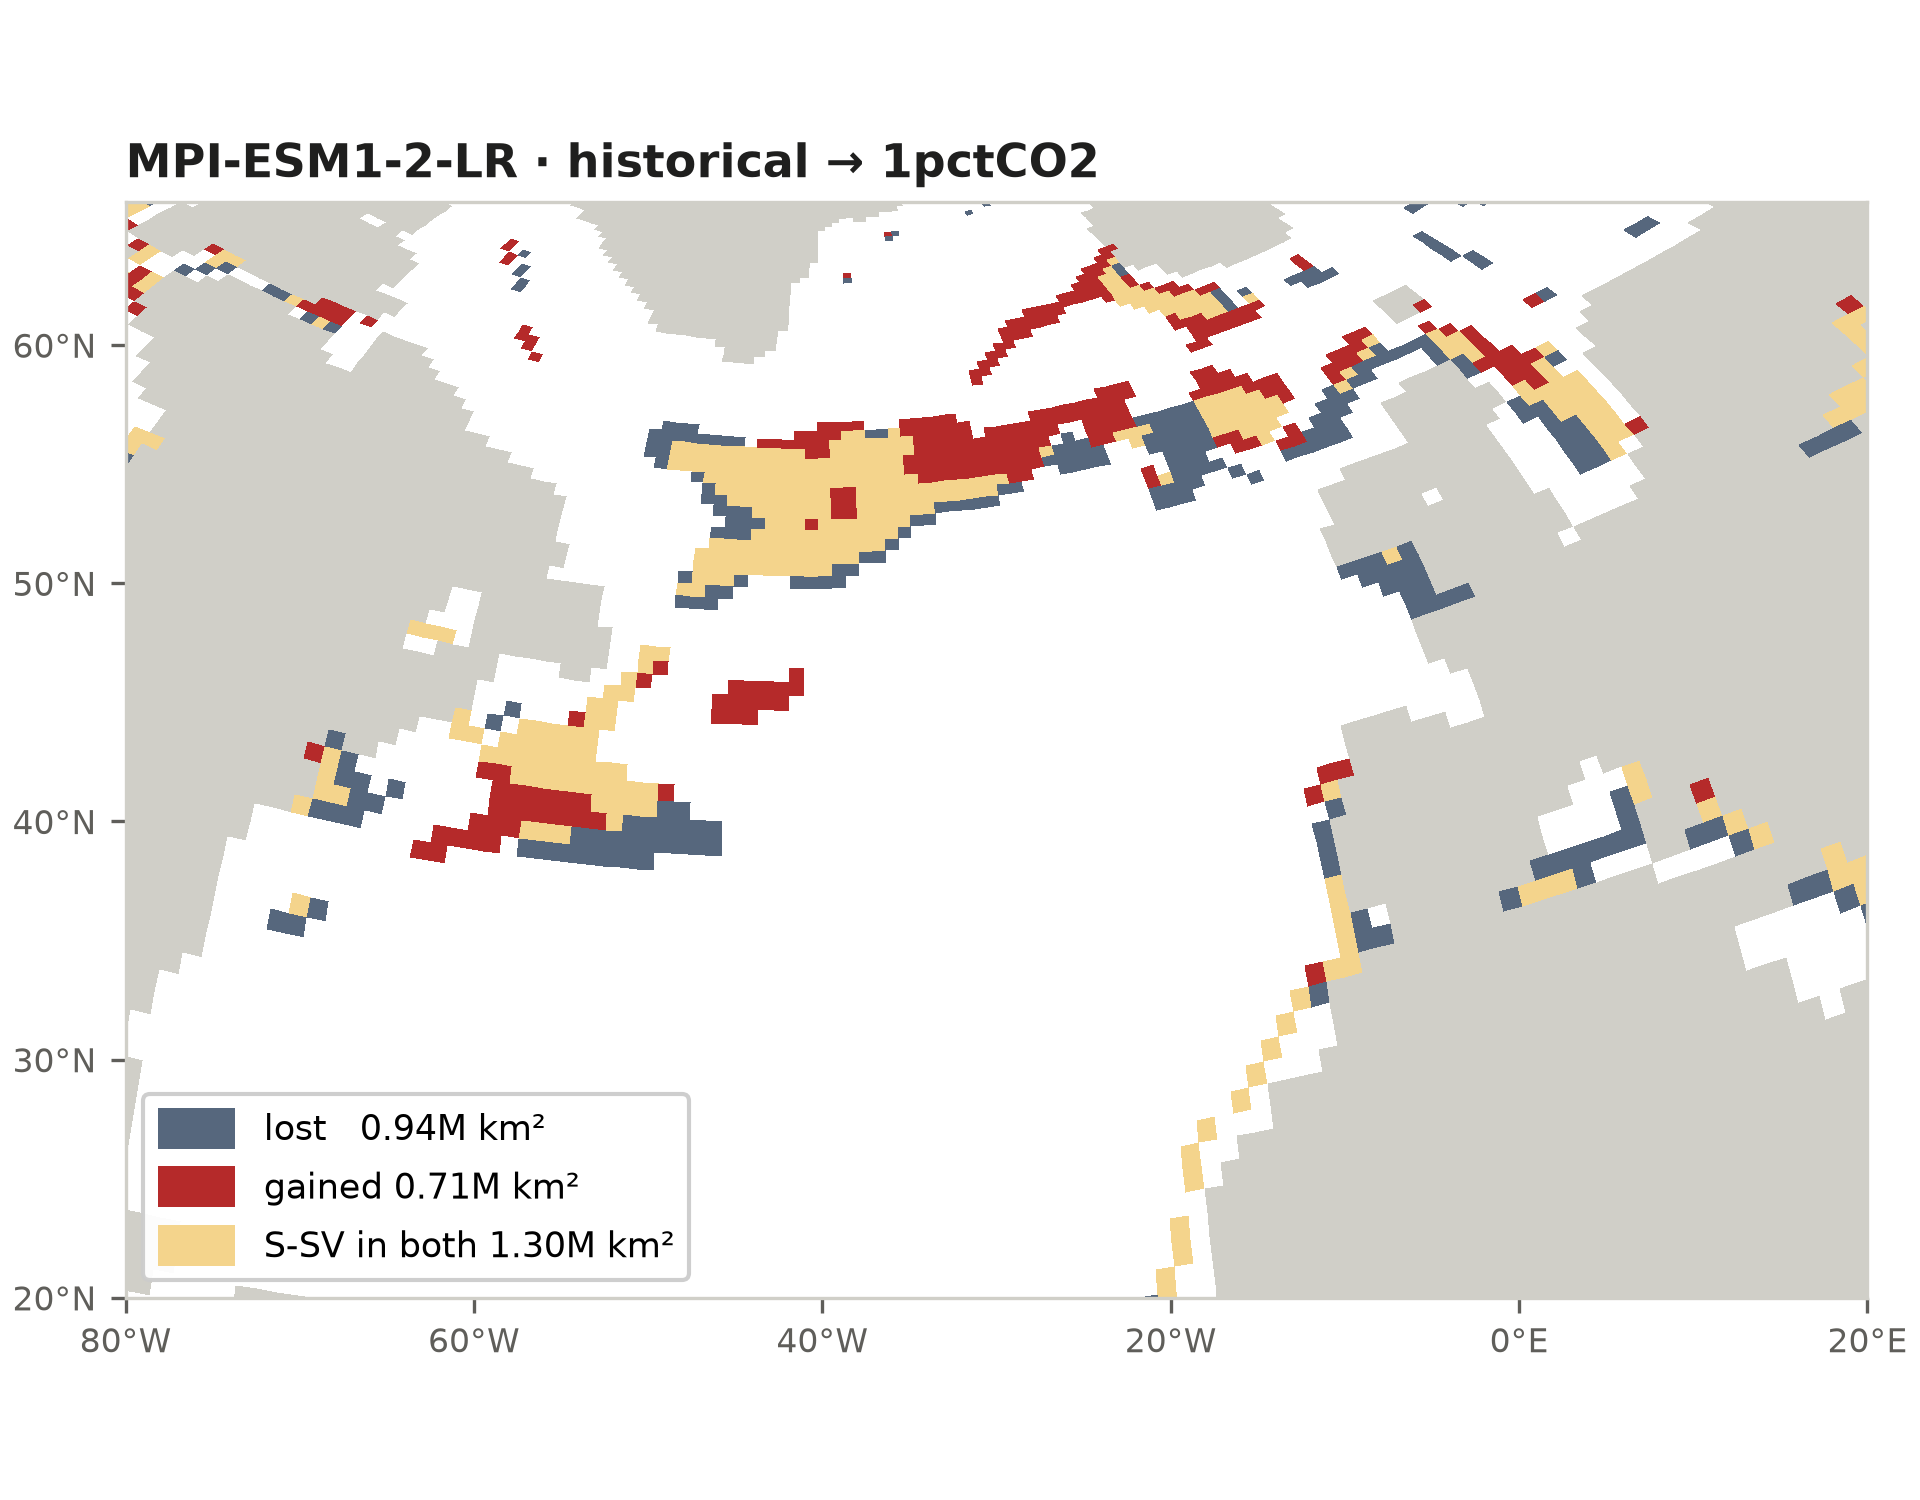 MPI-ESM1-2-LR · historical → 1pctCO2
60°N
50°N
40°N
30°N
20°N
lost 0.94M km²
gained 0.71M km²
S-SV in both 1.30M km²
80°W 60°W 40°W 20°W 0°E 20°E